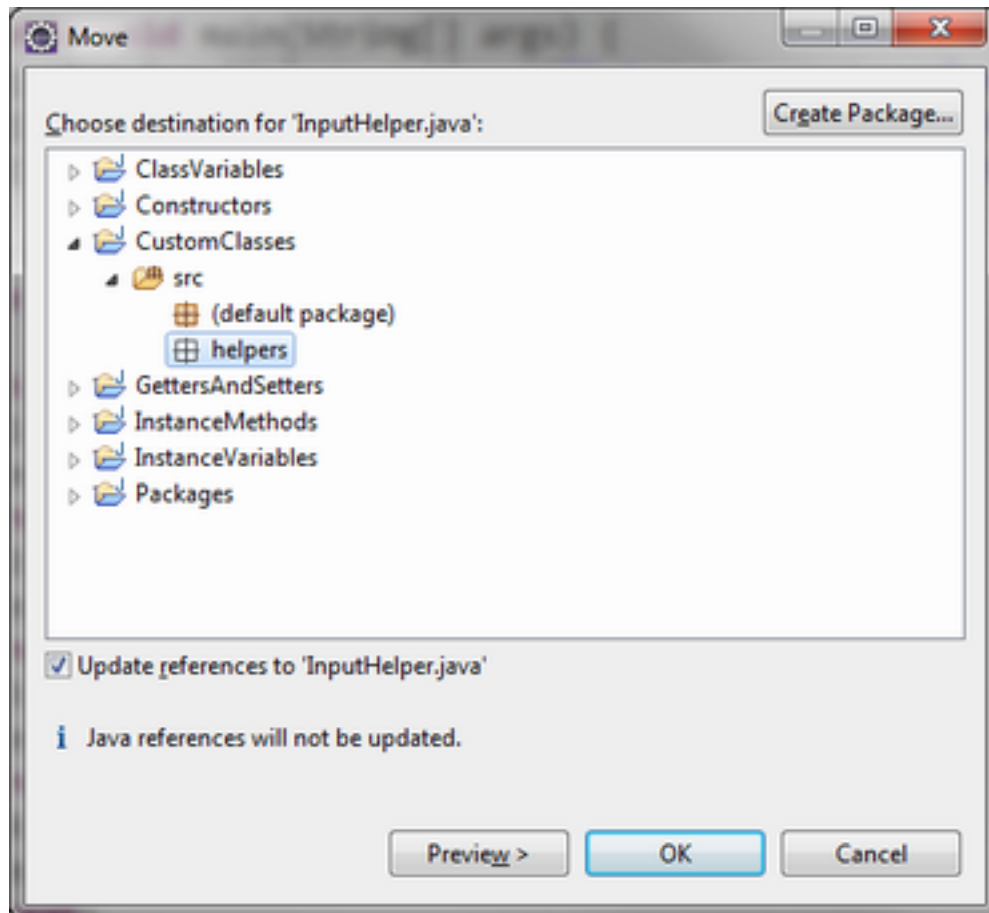 Move
Create Package...
Choose destination for 'InputHelper.java':
ClassVariables
Constructors
CustomClasses
src
(default package)
helpers
GettersAndSetters
InstanceMethods
InstanceVariables
Packages
Update references to 'InputHelper.java'
Java references will not be updated.
Preview >
OK
Cancel